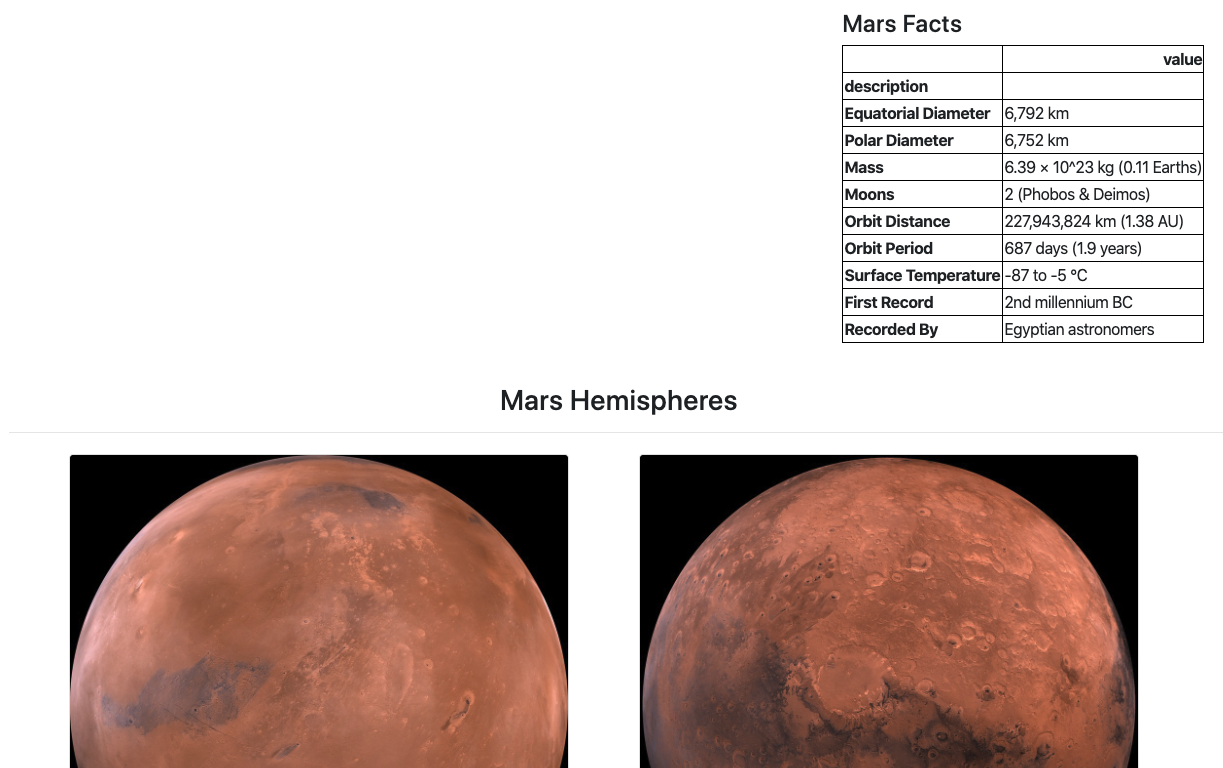 Mars Facts
value
description
Equatorial Diameter 6,792 km
Polar Diameter 6,752 km
Mass 6.39 × 10^23 kg (0.11 Earths)
Moons 2 (Phobos & Deimos)
Orbit Distance 227,943,824 km (1.38 AU)
Orbit Period 687 days (1.9 years)
Surface Temperature -87 to -5 °C
First Record 2nd millennium BC
Recorded By Egyptian astronomers
Mars Hemispheres